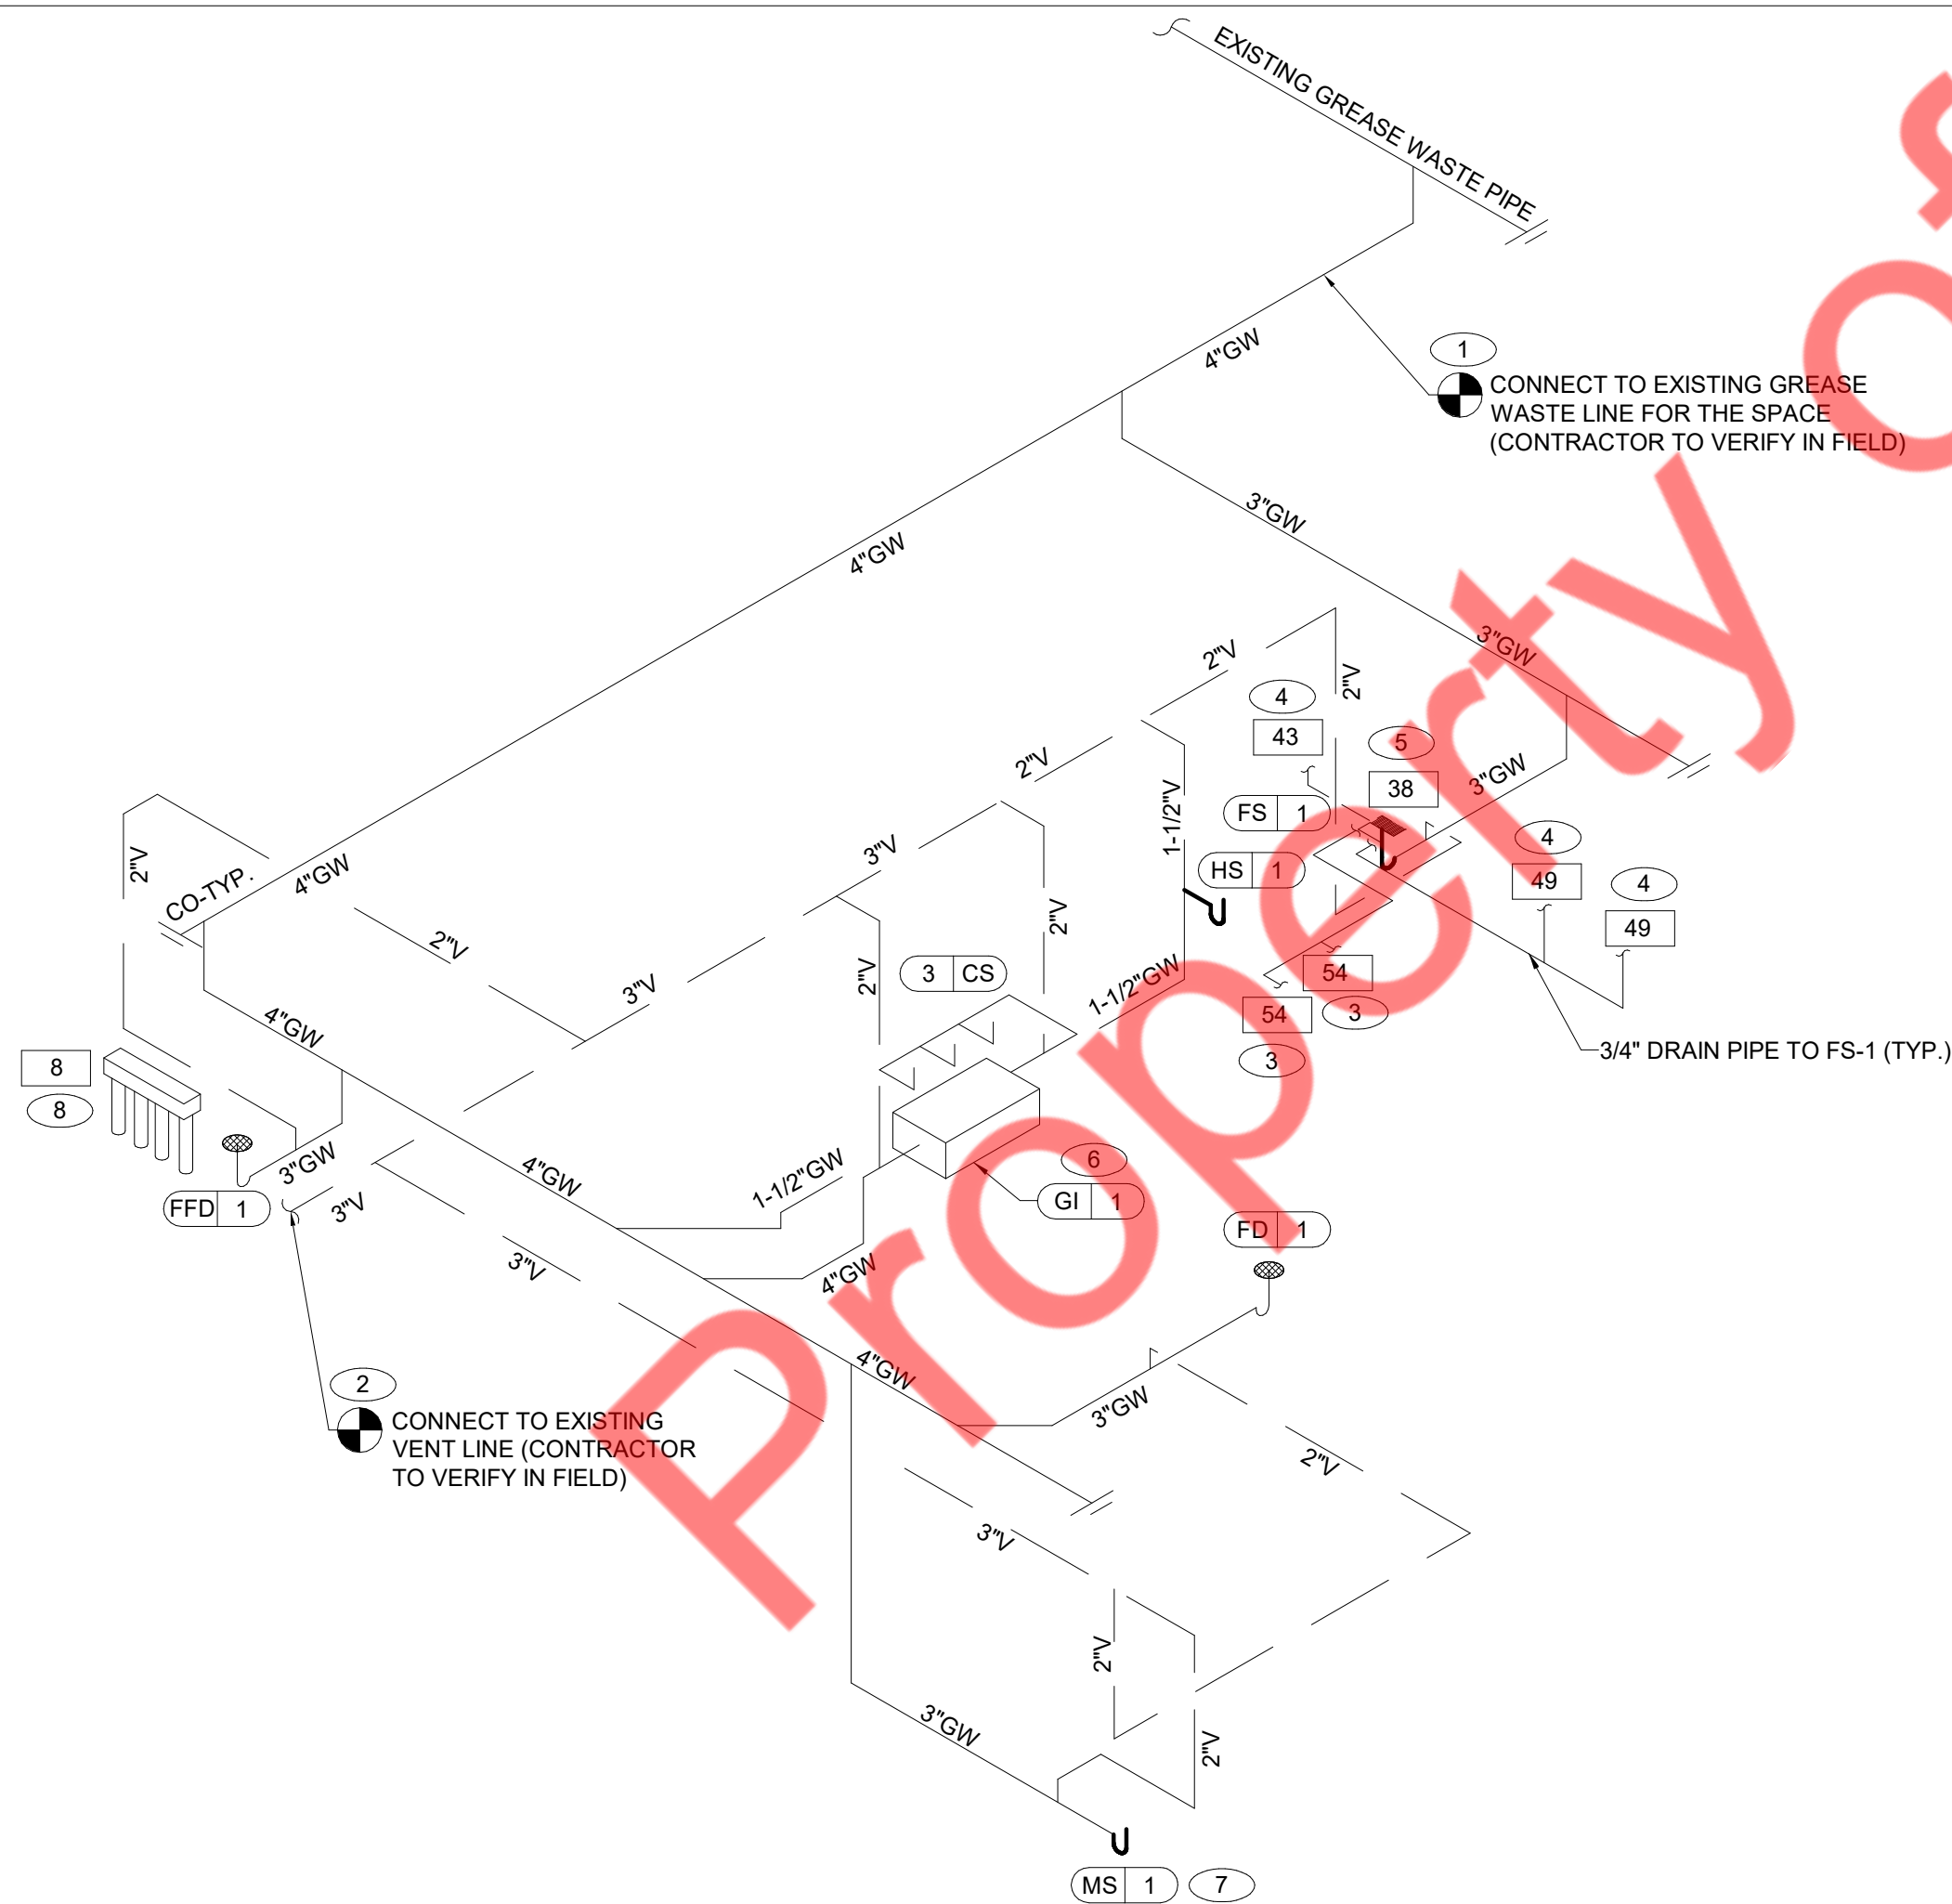 EXISTING GREASE WASTE PIPE
4"GW
1
CONNECT TO EXISTING GREASE
WASTE LINE FOR THE SPACE
(CONTRACTOR TO VERIFY IN FIELD)
3"GW
4"GW
3"GW
2"V
2"V
4
43
5
38
3"GW
2"V
1-1/2"V
FS 1
HS 1
4
49
4
49
2"V
CO-TYP.
4"GW
3"V
2"V
2"V
3"V
2"V
3 CS
1-1/2"GW
54
54
3
3
3/4" DRAIN PIPE TO FS-1 (TYP.)
4"GW
8
8
3"GW
FFD 1
3"V
4"GW
1-1/2"GW
6
GI 1
FD 1
3"V
4"GW
4"GW
3"GW
2"V
2
CONNECT TO EXISTING
VENT LINE (CONTRACTOR
TO VERIFY IN FIELD)
3"V
2"V
3"GW
2"V
MS 1
7
Property of